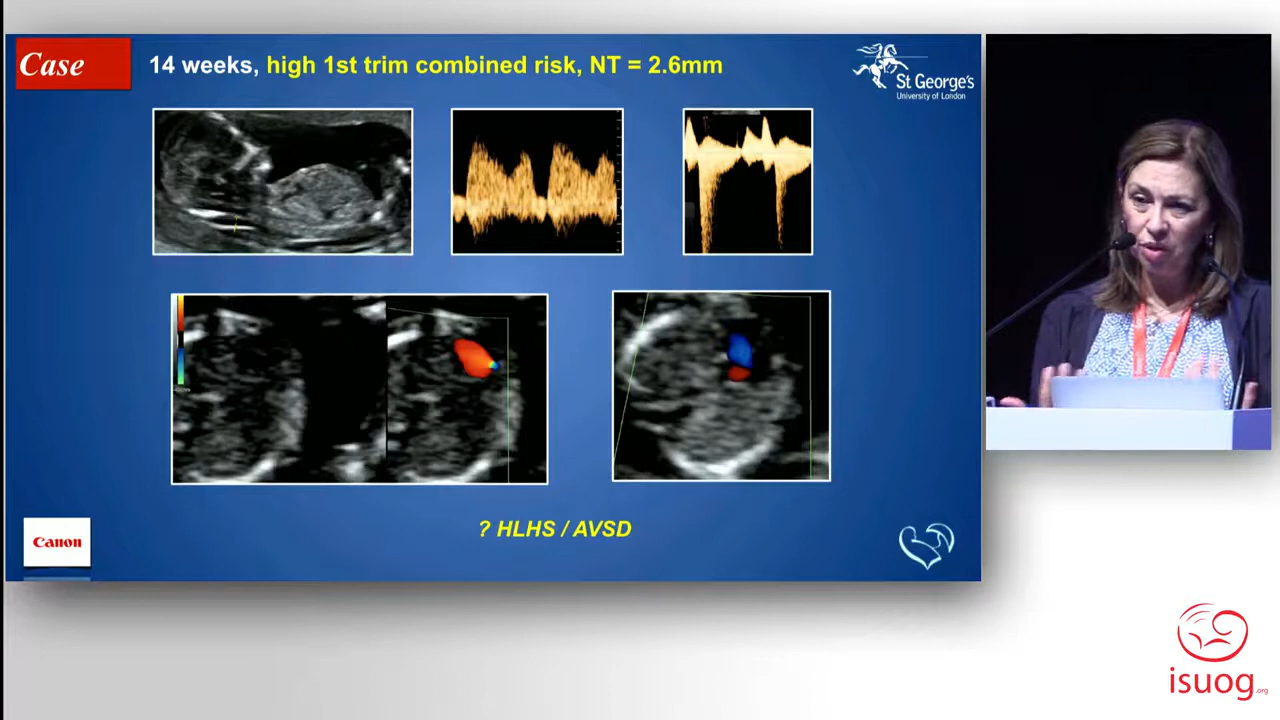 Case
14 weeks, high 1st trim combined risk, NT = 2.6mm
St George's
University of London
? HLHS / AVSD
Canon
isuog.org